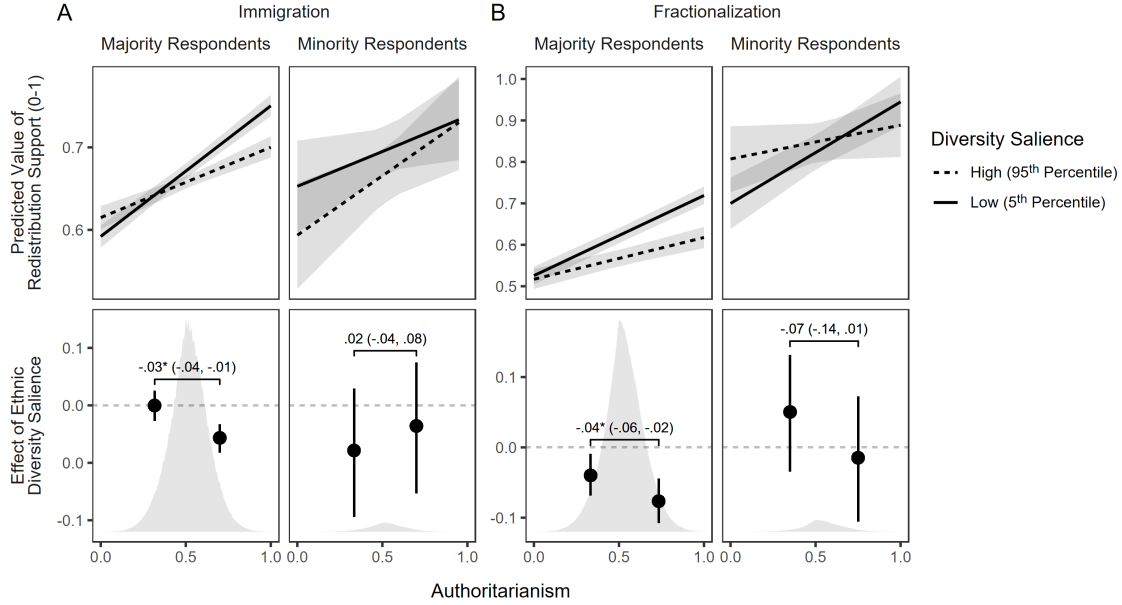 A
Immigration
B
Fractionalization
Majority Respondents
Minority Respondents
Majority Respondents
Minority Respondents
Predicted Value of
Redistribution Support (0-1)
0.7
0.6
1.0
0.9
0.8
0.7
0.6
0.5
Diversity Salience
High (95th Percentile)
Low (5th Percentile)
Effect of Ethnic
Diversity Salience
0.1
0.0
0.0
-0.1
-.03* (-.04, -.01)
.02 (-.04, .08)
0.1
0.0
-0.1
-.04* (-.06, -.02)
-.07 (-.14, .01)
0.0
0.5
1.0
0.0
0.5
1.0
0.0
0.5
1.0
0.0
0.5
1.0
Authoritarianism